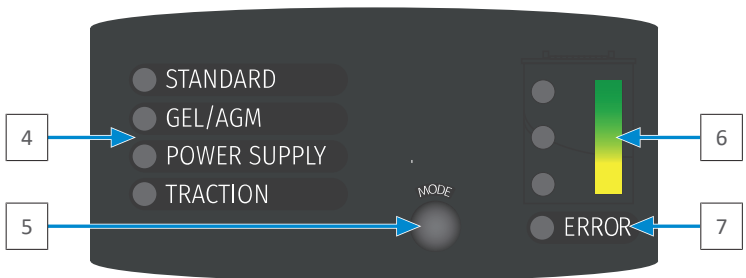 STANDARD
GEL/AGM
POWER SUPPLY
TRACTION
4
5
MODE
6
ERROR
7